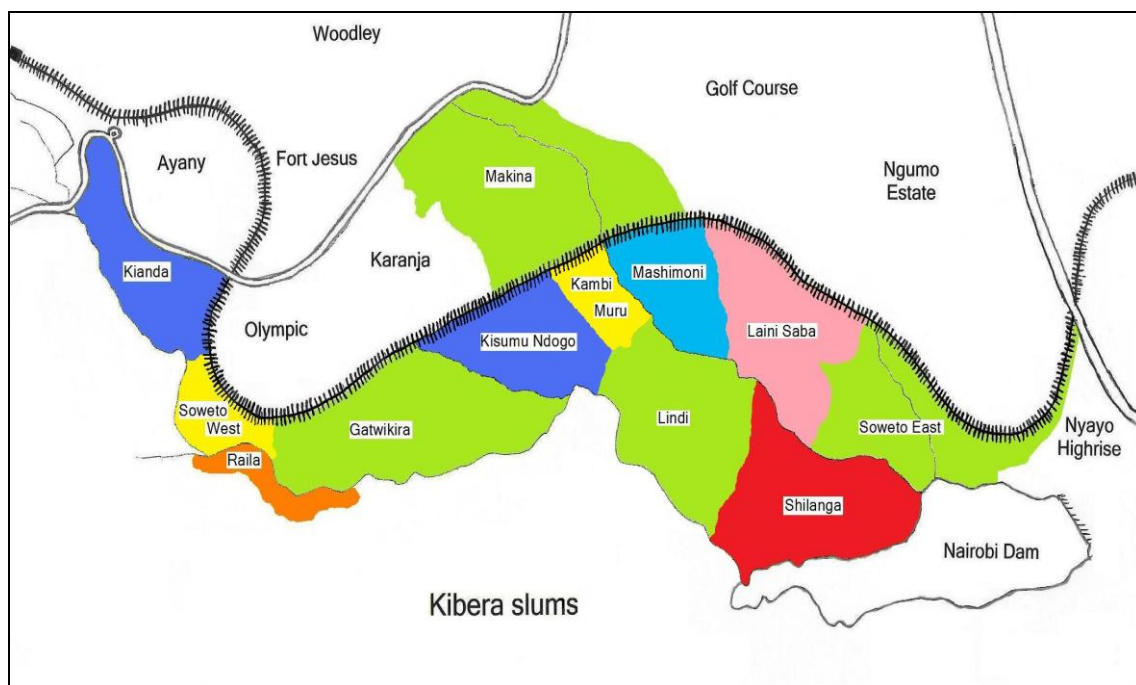 Woodley
Golf Course
Ayany
Fort Jesus
Makina
Ngumo
Estate
Kianda
Karanja
Kambi
Muru
Mashimoni
Olympic
Kisumu Ndogo
Laini Saba
Soweto
West
Gatwikira
Lindi
Soweto East
Nyayo
Highrise
Raila
Shilanga
Nairobi Dam
Kibera slums